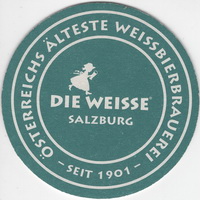 ÖSTERREICHS ÄLTESTE WEISSBIERBRAUEREI
DIE WEISSE
SALZBURG
- SEIT 1901 -